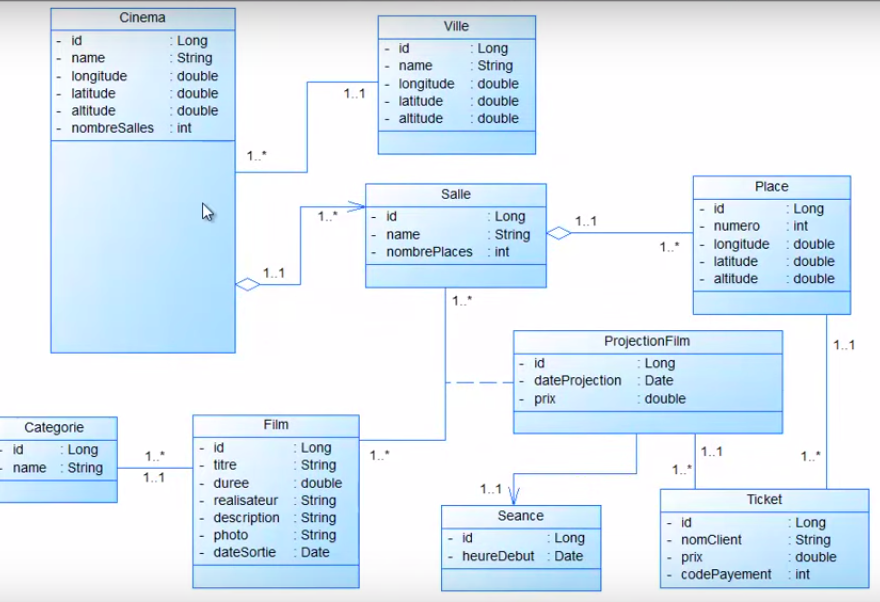 Cinema
- id : Long
- name : String
- longitude : double
- latitude : double
- altitude : double
- nombreSalles : int
1..*
1..1
Ville
- id : Long
- name : String
- longitude : double
- latitude : double
- altitude : double
1..1
1..*
Salle
- id : Long
- name : String
- nombrePlaces : int
1..1
1..*
1..*
Place
- id : Long
- numero : int
- longitude : double
- latitude : double
- altitude : double
1..1
1..*
ProjectionFilm
- id : Long
- dateProjection : Date
- prix : double
1..1
1..*
Categorie
- id : Long
- name : String
1..*
1..1
Film
- id : Long
- titre : String
- duree : double
- realisateur : String
- description : String
- photo : String
- dateSortie : Date
1..*
1..1
Seance
- id : Long
- heureDebut : Date
Ticket
- id : Long
- nomClient : String
- prix : double
- codePayement : int